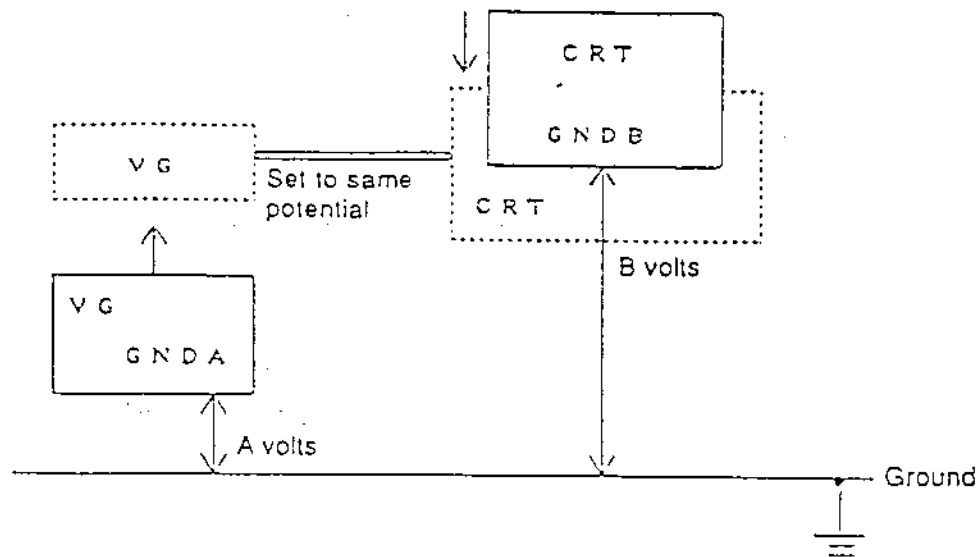 C R T
G N D B
V G
Set to same
potential
C R T
B volts
V G
G N D A
A volts
Ground